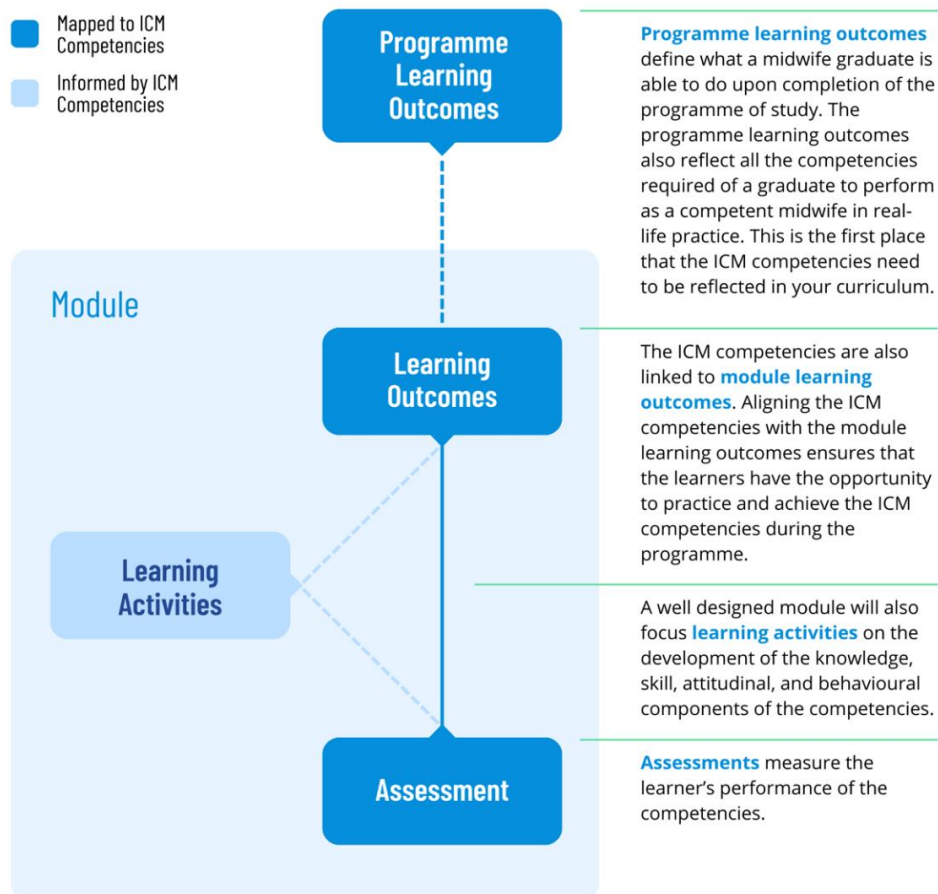 Mapped to ICM
Competencies
Informed by ICM
Competencies
Programme
Learning
Outcomes
Programme learning outcomes
define what a midwife graduate is
able to do upon completion of the
programme of study. The
programme learning outcomes
also reflect all the competencies
required of a graduate to perform
as a competent midwife in real-
life practice. This is the first place
that the ICM competencies need
to be reflected in your curriculum.
Module
Learning
Outcomes
The ICM competencies are also
linked to module learning
outcomes. Aligning the ICM
competencies with the module
learning outcomes ensures that
the learners have the opportunity
to practice and achieve the ICM
competencies during the
programme.
Learning
Activities
A well designed module will also
focus learning activities on the
development of the knowledge,
skill, attitudinal, and behavioural
components of the competencies.
Assessment
Assessments measure the
learner’s performance of the
competencies.